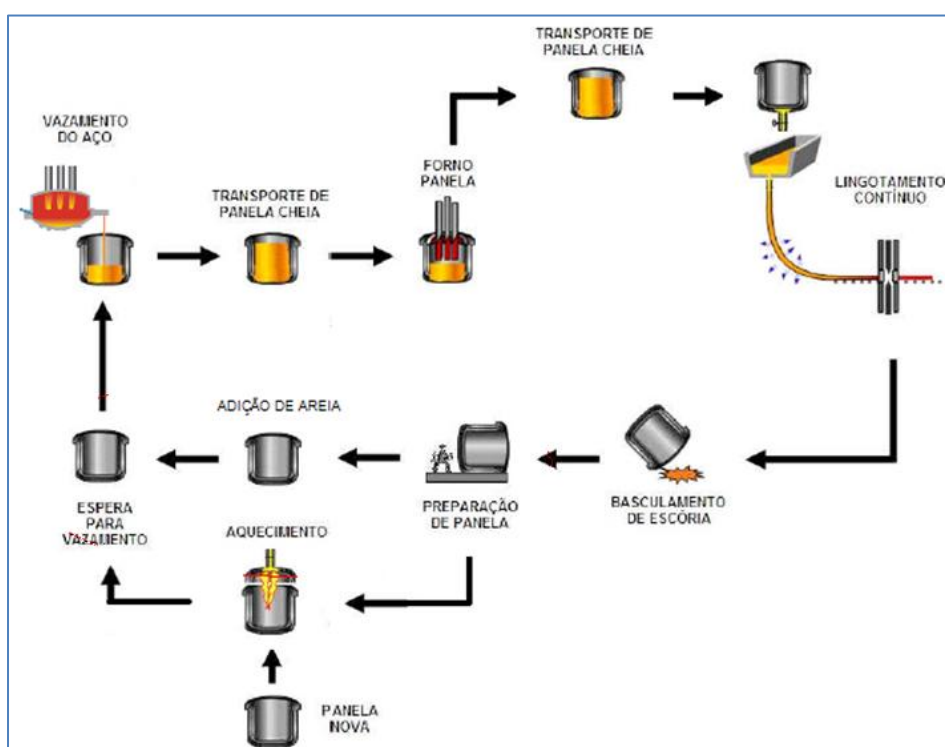 TRANSPORTE DE
PANELA CHEIA
VAZAMENTO
DO AÇO
FORNO
PANELA
TRANSPORTE DE
PANELA CHEIA
LINGOTAMENTO
CONTÍNUO
ADIÇÃO DE AREIA
ESPERA
PARA
VAZAMENTO
AQUECIMENTO
PREPARAÇÃO
DE PANELA
BASCULAMENTO
DE ESCÓRIA
PANELA
NOVA